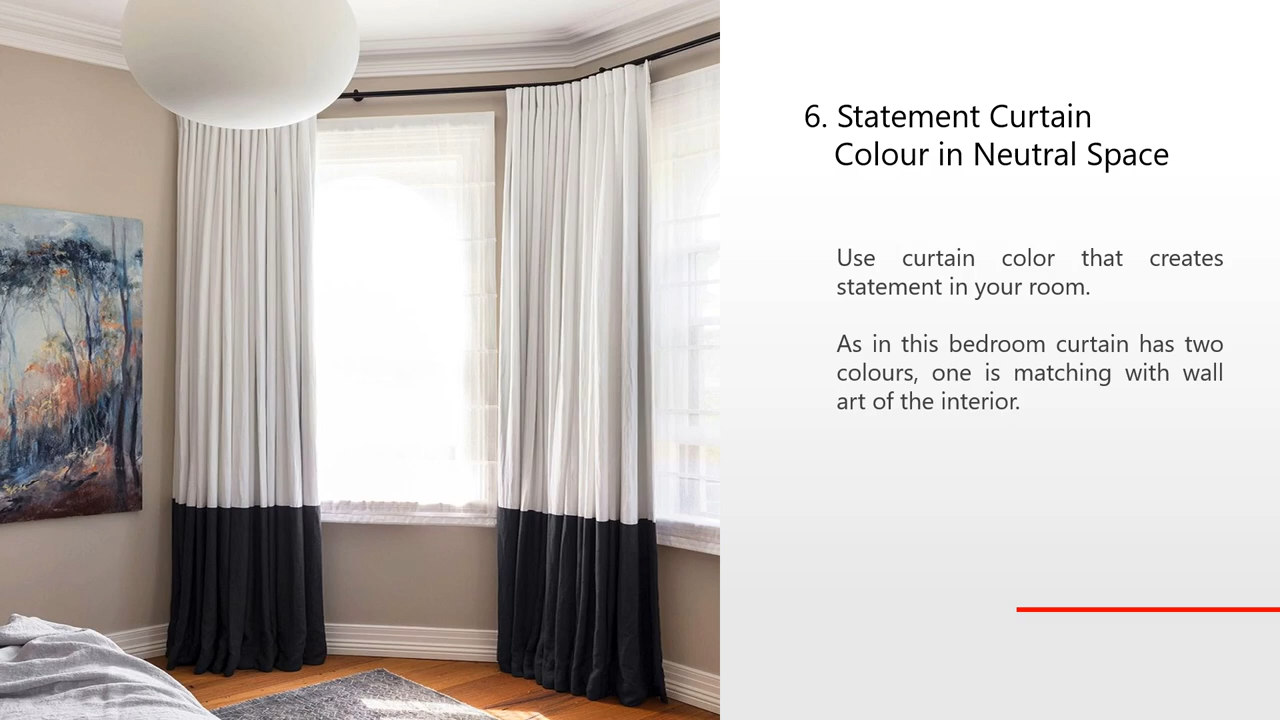 6. Statement Curtain
Colour in Neutral Space
Use curtain color that creates
statement in your room.
As in this bedroom curtain has two
colours, one is matching with wall
art of the interior.